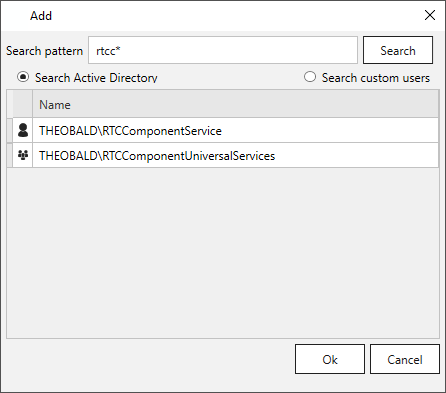 Add
Search pattern rtcc* Search
Search Active Directory Search custom users
Name
THEOBALD\RTCComponentService
THEOBALD\RTCComponentUniversalServices
Ok Cancel